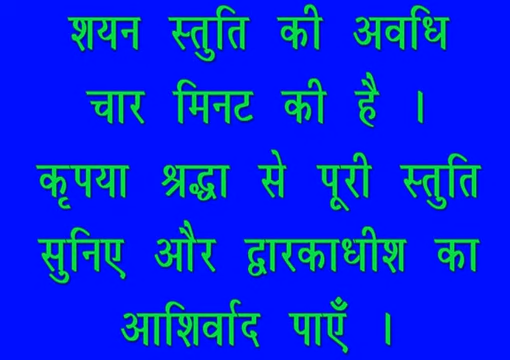 शयन स्तुति की अवधि
चार मिनट की है ।
कृपया श्रद्धा से पूरी स्तुति
सुनिए और द्वारकाधीश का
आशिर्वाद पाएँ ।